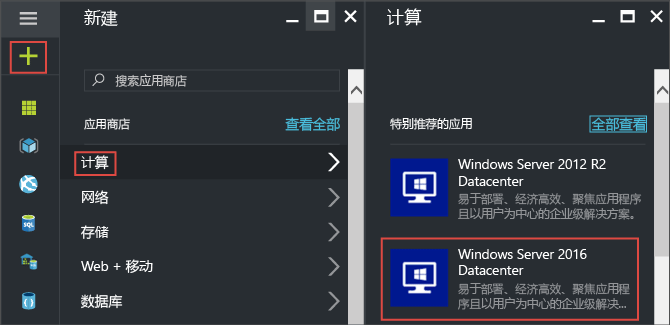 新建
搜索应用商店
应用商店
查看全部
计算
网络
存储
Web + 移动
数据库
SQL
计算
特别推荐的应用
全部查看
Windows Server 2012 R2
Datacenter
易于部署、经济高效、聚焦应用程序
且以用户为中心的企业级解决方案。
Windows Server 2016
Datacenter
易于部署、经济高效、聚焦应用程
序且以用户为中心的企业级解决...